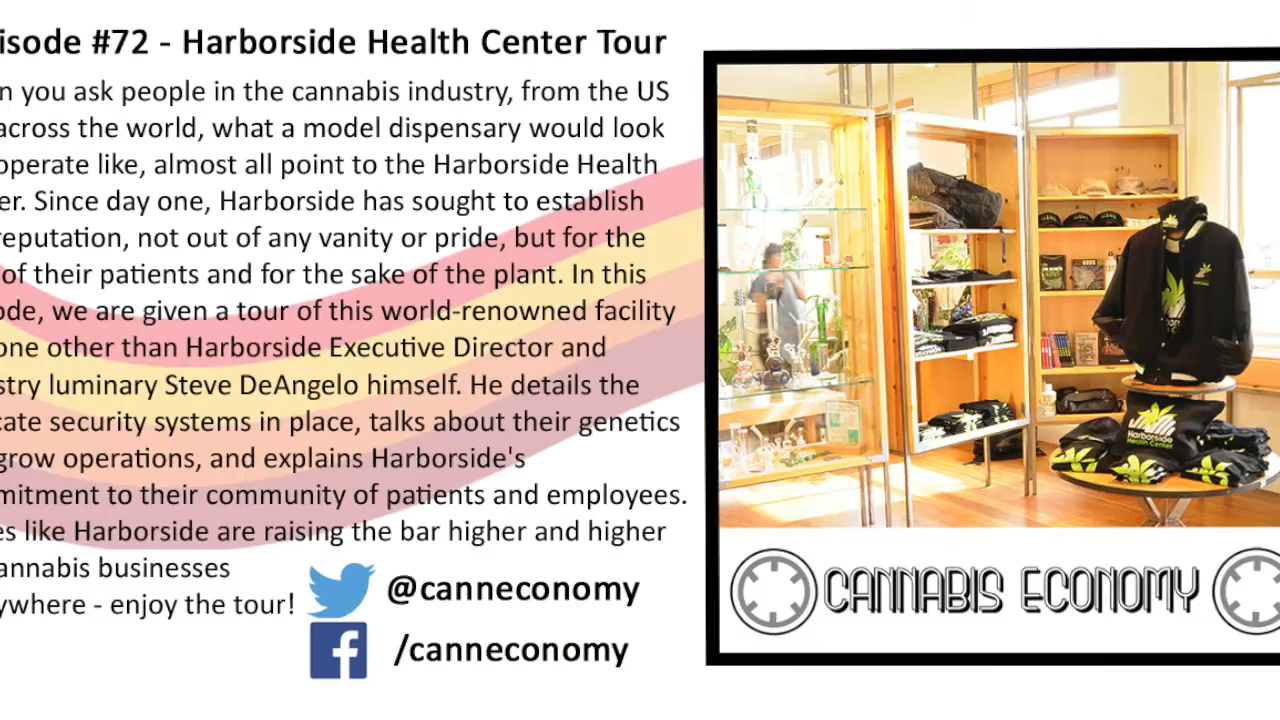 isode #72 - Harborside Health Center Tour
n you ask people in the cannabis industry, from the US
across the world, what a model dispensary would look
operate like, almost all point to the Harborside Health
er. Since day one, Harborside has sought to establish
reputation, not out of any vanity or pride, but for the
of their patients and for the sake of the plant. In this
ode, we are given a tour of this world-renowned facility
one other than Harborside Executive Director and
stry luminary Steve DeAngelo himself. He details the
cate security systems in place, talks about their genetics
grow operations, and explains Harborside's
mitment to their community of patients and employees.
es like Harborside are raising the bar higher and higher
annabis businesses
ywhere - enjoy the tour!
@canneconomy
/canneconomy
Harborside
Health Center
CANNABIS ECONOMY